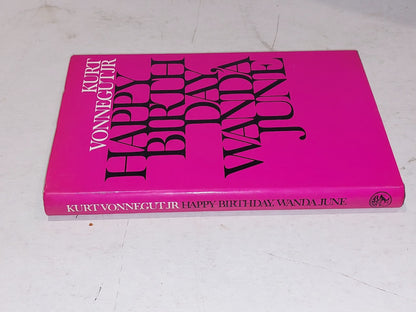 KURT
VONNEGUT JR
HAPPY
BIRTH
DAY,
WANDA
JUNE
KURT VONNEGUT JR HAPPY BIRTHDAY, WANDA JUNE